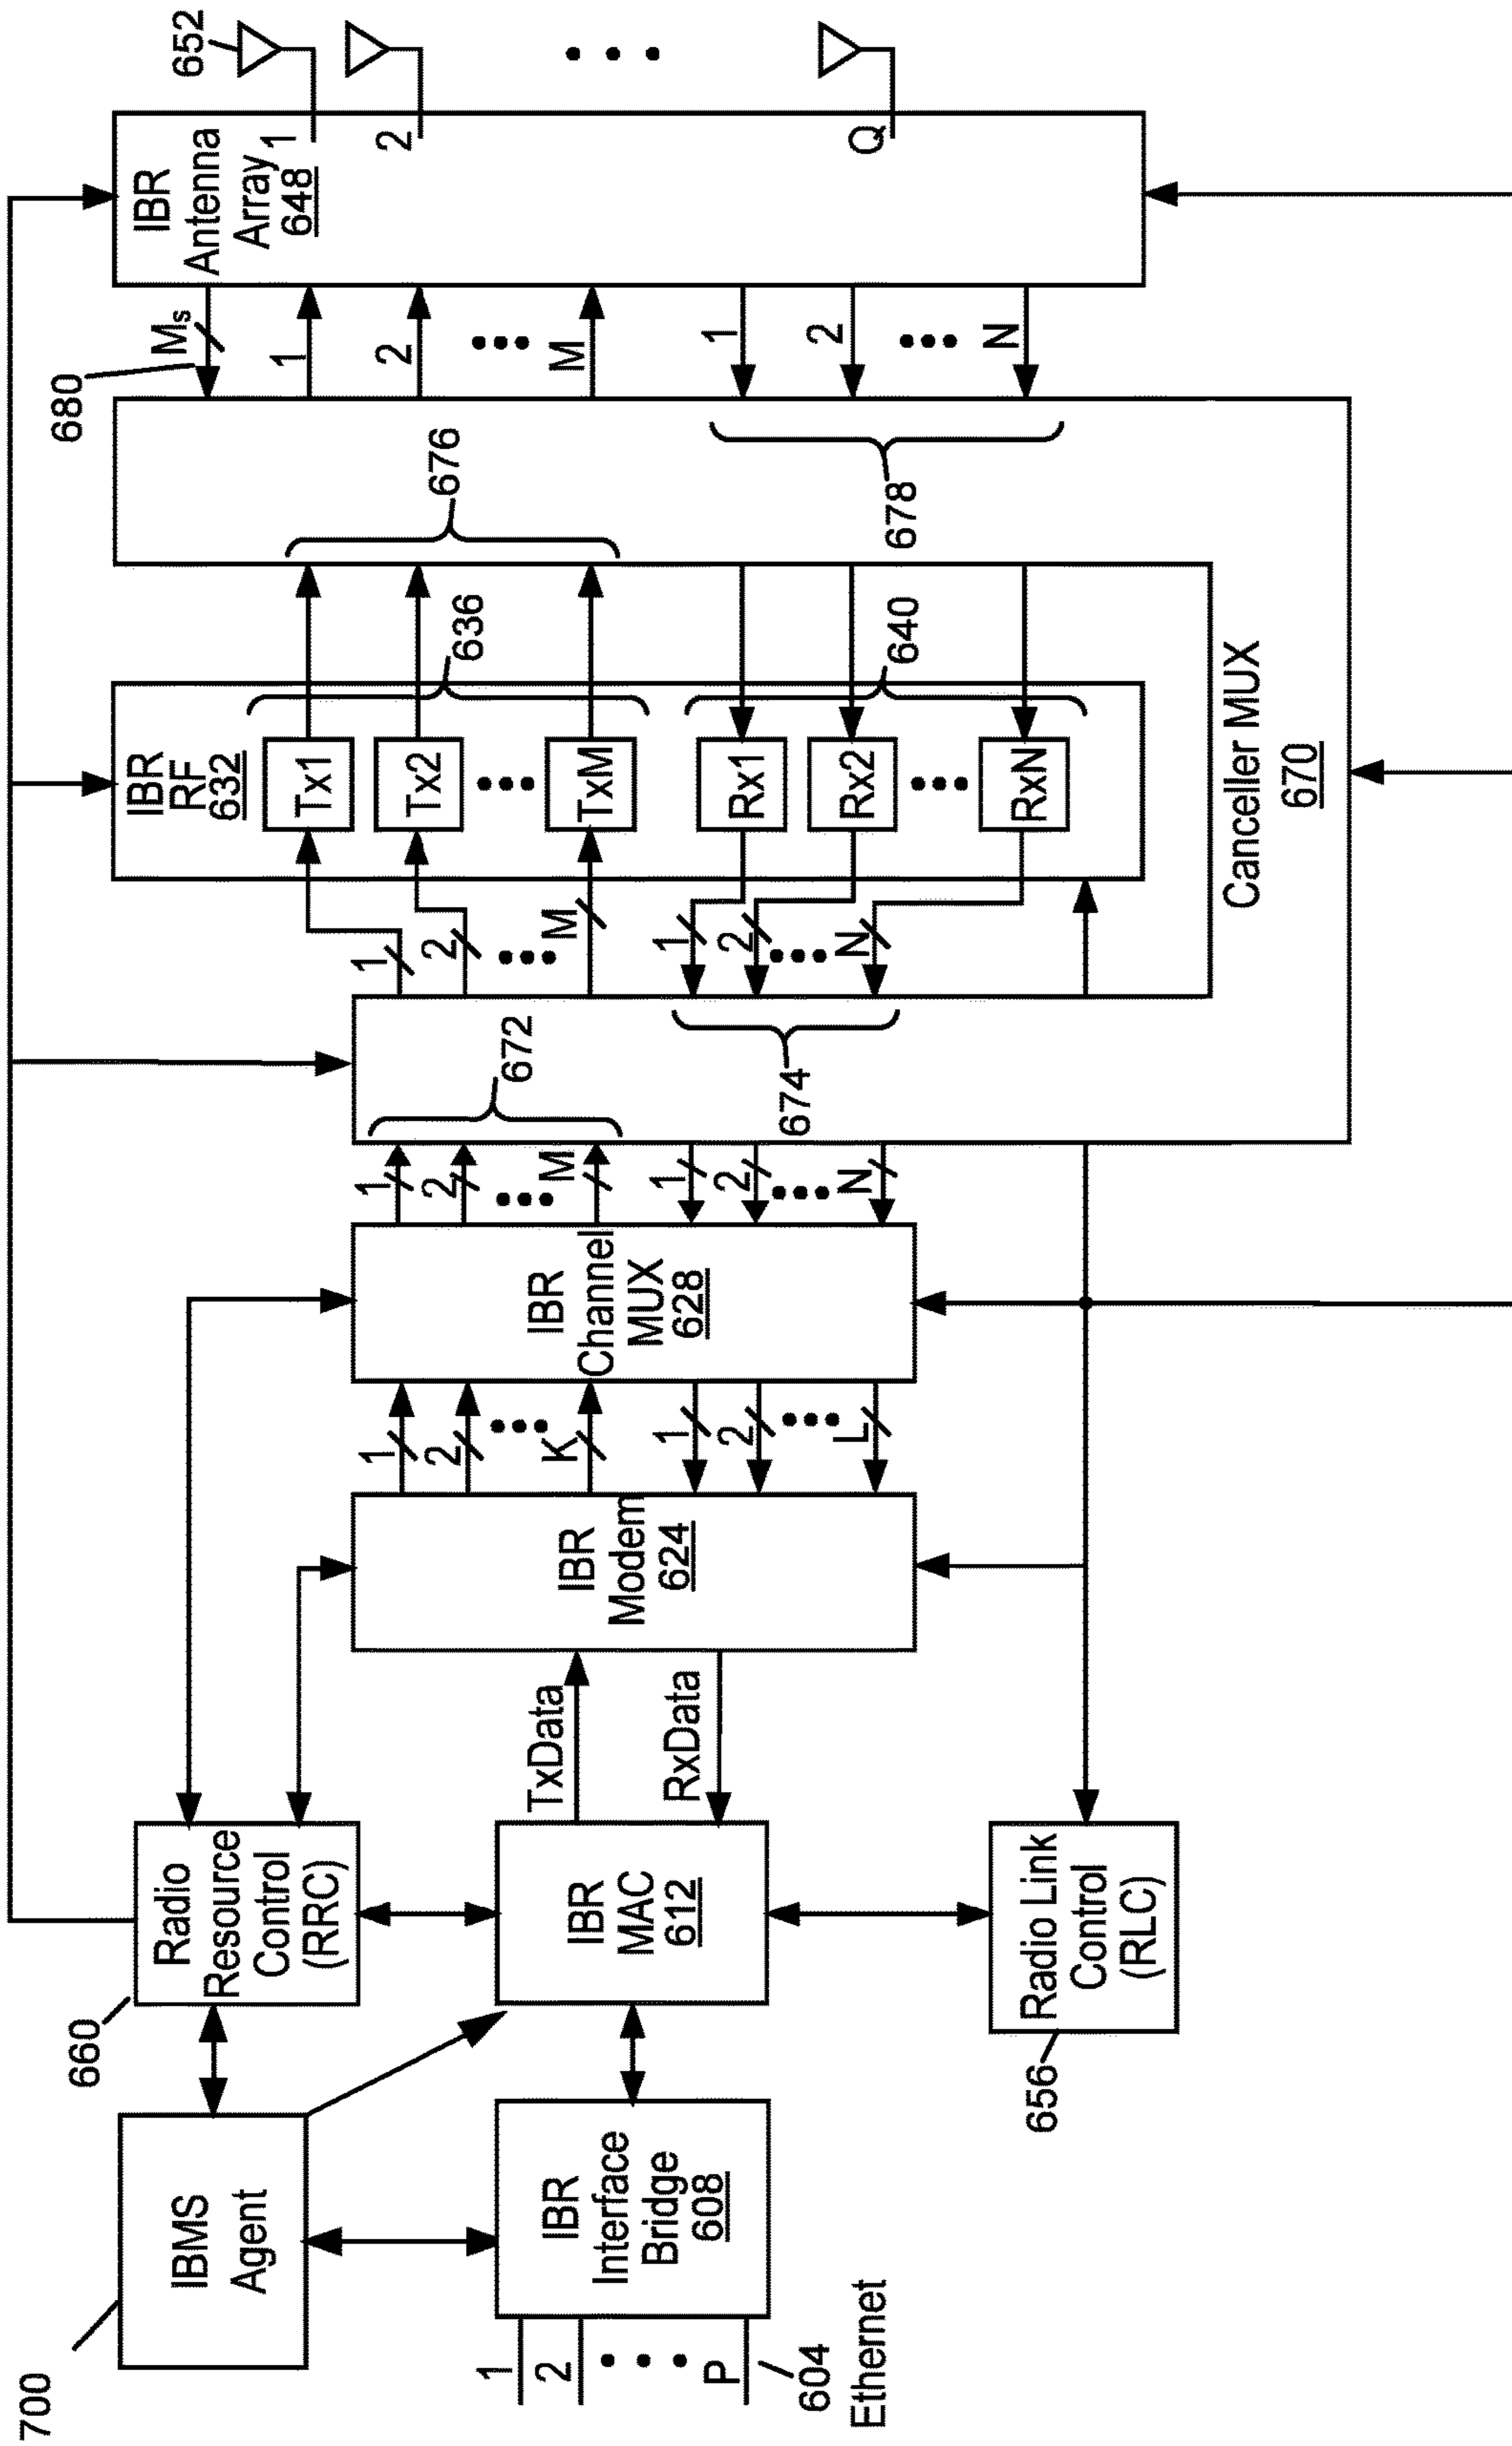 700
IBMS
Agent
660
Radio
Resource
Control
(RRC)
1
2
P
604
Ethernet
IBR
Interface
Bridge
608
IBR
MAC
612
TxData
RxData
656
Radio Link
Control
(RLC)
IBR
Modem
624
1
2
K
1
2
L
IBR
Channel
MUX
628
1
2
M
1
2
N
672
674
1
2
M
1
2
N
Canceller MUX
670
IBR
RF
632
Tx1
Tx2
TxM
Rx1
Rx2
RxN
636
640
676
678
680
Ms
1
2
M
1
2
N
IBR
Antenna
Array
648
1
2
Q
652